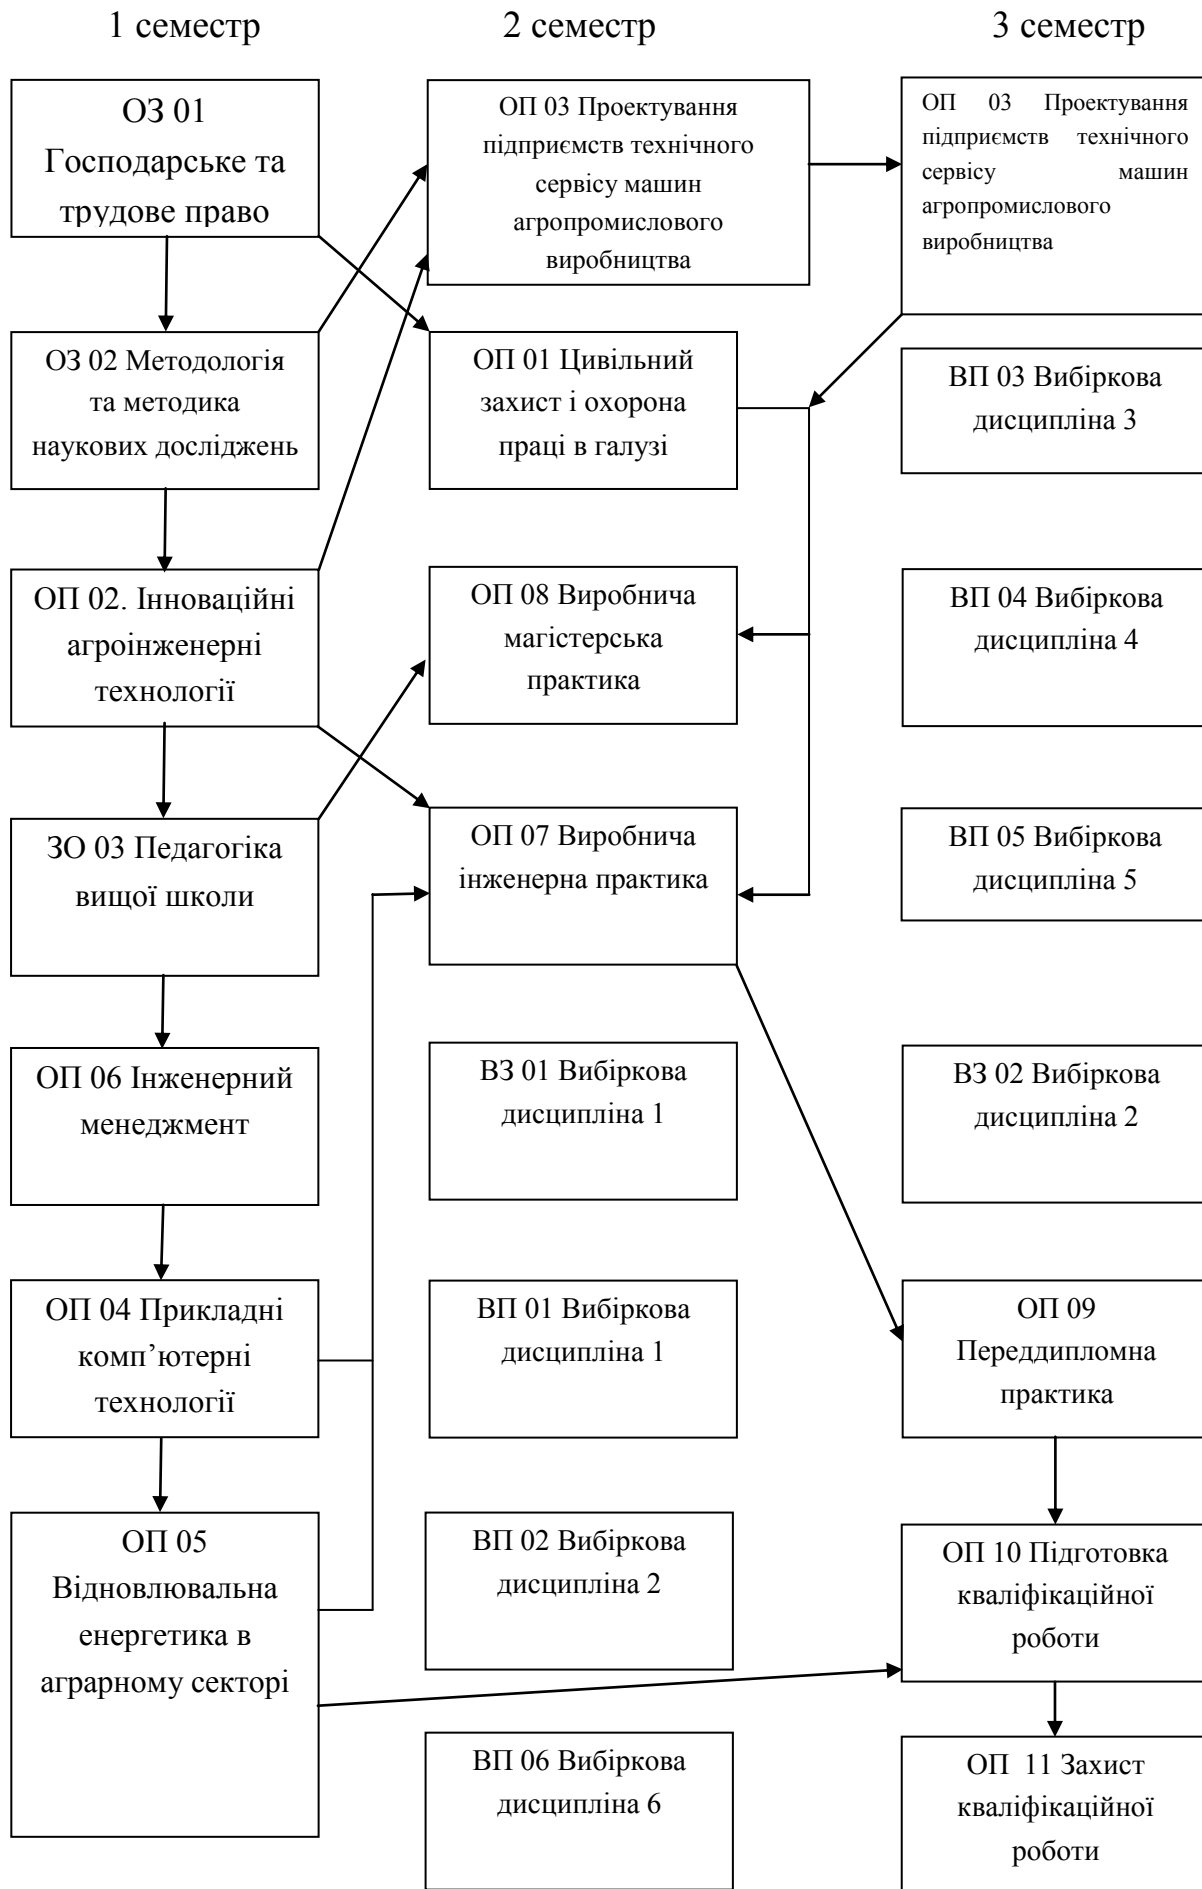 1 семестр
2 семестр
3 семестр
ОЗ 01
Господарське та
трудове право
ОЗ 02 Методологія
та методика
наукових досліджень
ОП 02. Інноваційні
агроінженерні
технології
ЗО 03 Педагогіка
вищої школи
ОП 06 Інженерний
менеджмент
ОП 04 Прикладні
комп’ютерні
технології
ОП 05
Відновлювальна
енергетика в
аграрному секторі
ОП 03 Проектування
підприємств технічного
сервісу машин
агропромислового
виробництва
ОП 01 Цивільний
захист і охорона
праці в галузі
ОП 08 Виробнича
магістерська
практика
ОП 07 Виробнича
інженерна практика
ВЗ 01 Вибіркова
дисципліна 1
ВП 01 Вибіркова
дисципліна 1
ВП 02 Вибіркова
дисципліна 2
ВП 06 Вибіркова
дисципліна 6
ОП 03 Проектування
підприємств технічного
сервісу машин
агропромислового
виробництва
ВП 03 Вибіркова
дисципліна 3
ВП 04 Вибіркова
дисципліна 4
ВП 05 Вибіркова
дисципліна 5
ВЗ 02 Вибіркова
дисципліна 2
ОП 09
Переддипломна
практика
ОП 10 Підготовка
кваліфікаційної
роботи
ОП 11 Захист
кваліфікаційної
роботи